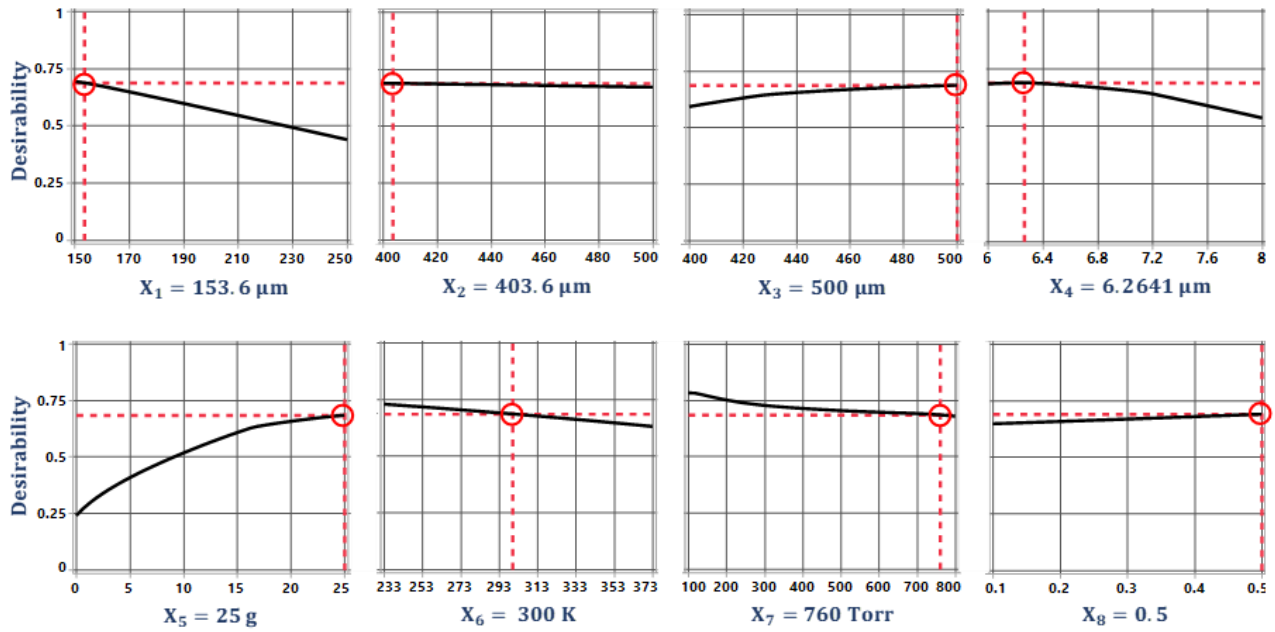 Desirability
1
0.75
0.5
0.25
0
150 170 190 210 230 250
X₁ = 153.6 μm
400 420 440 460 480 500
X₂ = 403.6 μm
400 420 440 460 480 500
X₃ = 500 μm
6 6.4 6.8 7.2 7.6 8
X₄ = 6.2641 μm
Desirability
1
0.75
0.5
0.25
0
0 5 10 15 20 25
X₅ = 25 g
233 253 273 293 313 333 353 373
X₆ = 300 K
100 200 300 400 500 600 700 800
X₇ = 760 Torr
0.1 0.2 0.3 0.4 0.5
X₈ = 0.5